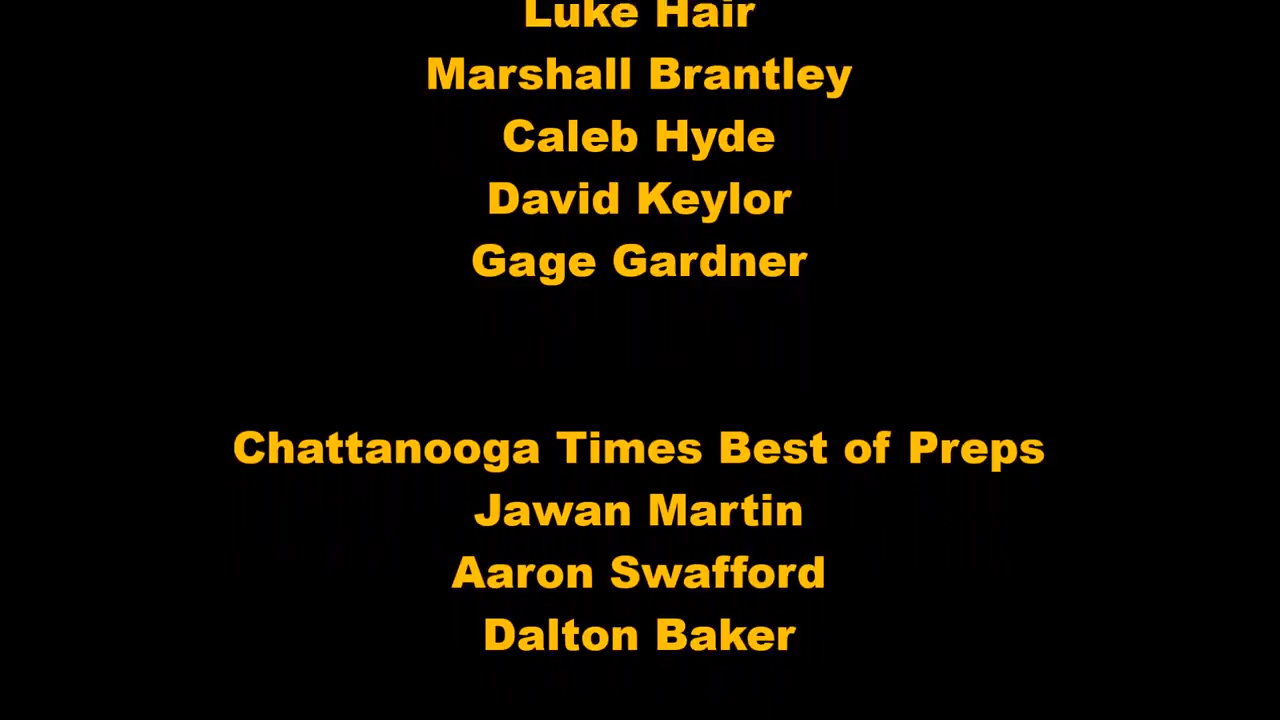 Luke Hair
Marshall Brantley
Caleb Hyde
David Keylor
Gage Gardner
Chattanooga Times Best of Preps
Jawan Martin
Aaron Swafford
Dalton Baker